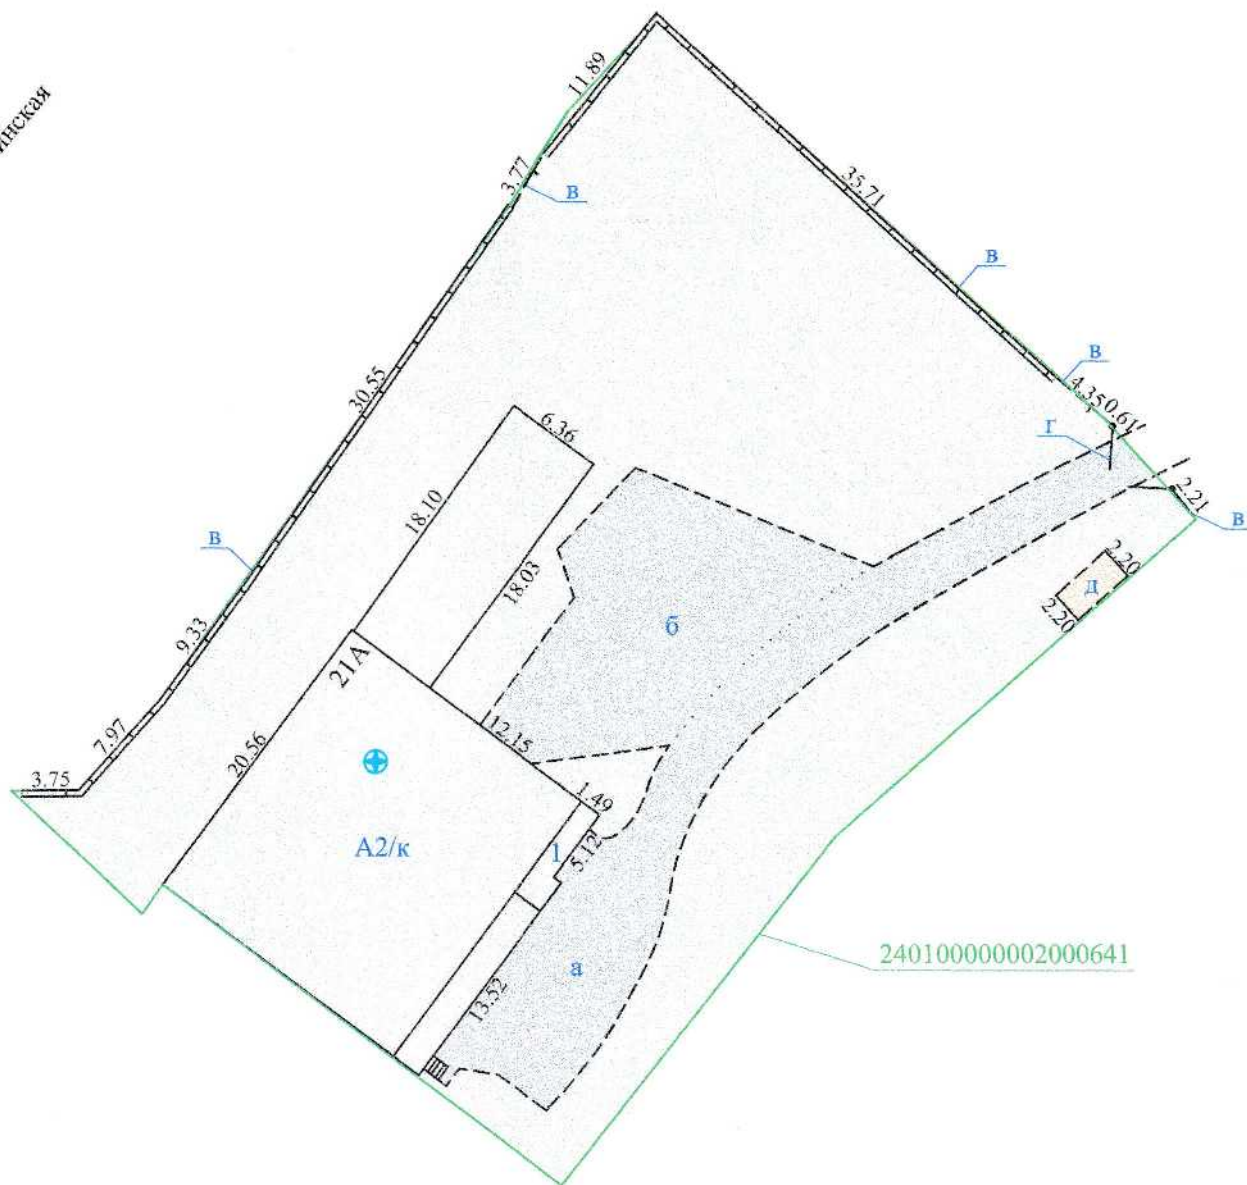 инская
11.89
3.77
в
35.71
в
в
4.35
0.61
г
2.21
в
30.55
6.36
18.10
18.03
2.20
д
2.20
в
9.33
б
21А
12.15
7.97
20.56
3.75
1.49
А2/к
1
5.12
240100000002000641
а
13.52